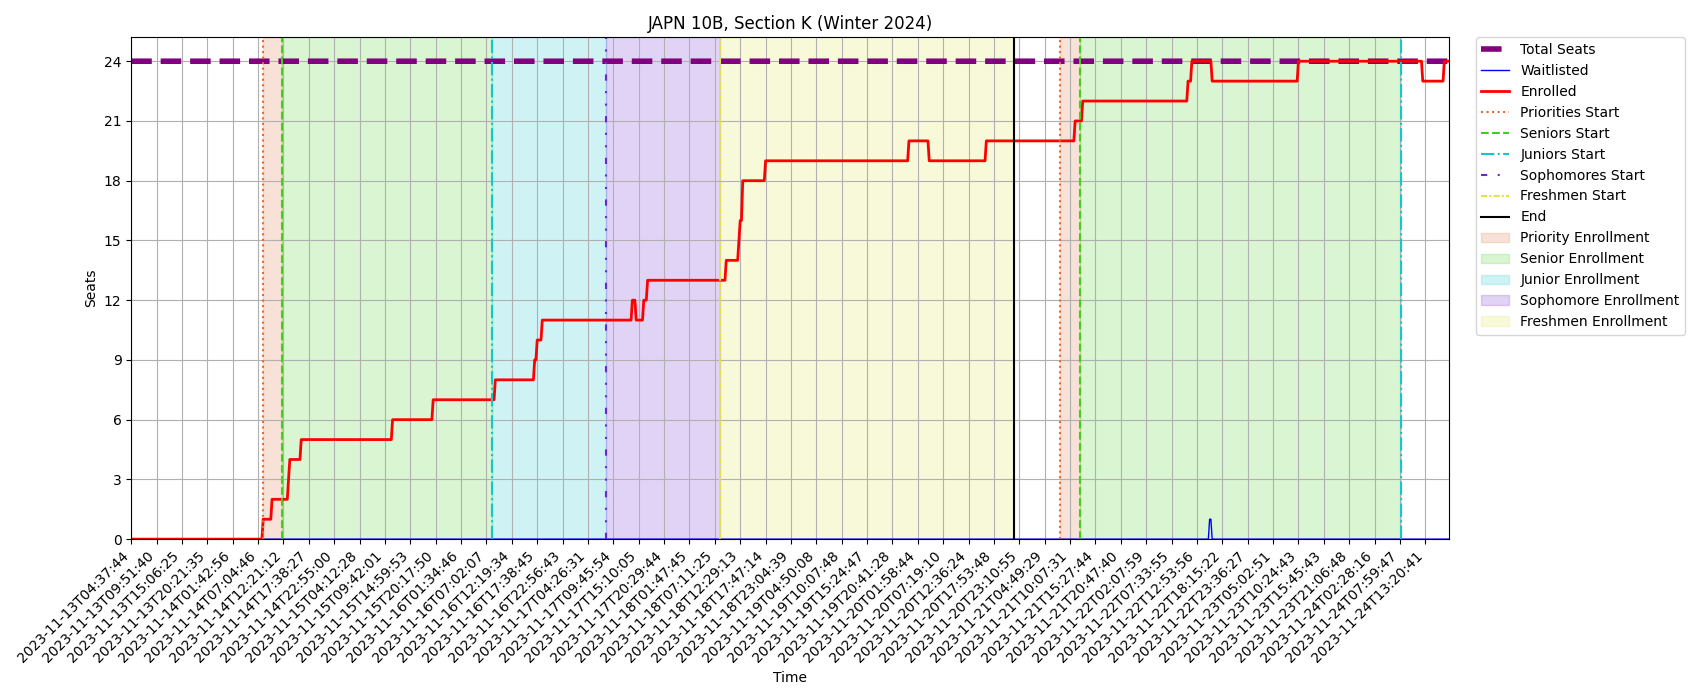 JAPN 10B, Section K (Winter 2024)
Seats
24
21
18
15
12
9
6
3
0
2023-11-13T04:37:44
2023-11-13T09:51:40
2023-11-13T15:06:25
2023-11-13T20:21:35
2023-11-14T01:42:56
2023-11-14T07:04:46
2023-11-14T12:21:12
2023-11-14T17:38:27
2023-11-14T22:55:00
2023-11-15T04:12:28
2023-11-15T09:42:01
2023-11-15T14:59:53
2023-11-15T20:17:50
2023-11-16T01:34:46
2023-11-16T07:02:07
2023-11-16T12:19:34
2023-11-16T17:38:45
2023-11-16T22:56:43
2023-11-17T04:26:31
2023-11-17T09:45:54
2023-11-17T15:10:05
2023-11-17T20:29:44
2023-11-18T01:47:45
2023-11-18T07:11:25
2023-11-18T12:29:13
2023-11-18T17:47:14
2023-11-18T23:04:39
2023-11-19T04:50:08
2023-11-19T10:07:48
2023-11-19T15:24:47
2023-11-19T20:41:28
2023-11-20T01:58:44
2023-11-20T07:19:10
2023-11-20T12:36:24
2023-11-20T17:53:48
2023-11-20T23:10:55
2023-11-21T04:49:29
2023-11-21T10:07:31
2023-11-21T15:27:44
2023-11-21T20:47:40
2023-11-22T02:07:59
2023-11-22T07:33:55
2023-11-22T12:53:56
2023-11-22T18:15:22
2023-11-22T23:36:27
2023-11-23T05:02:51
2023-11-23T10:24:43
2023-11-23T15:45:43
2023-11-23T21:06:48
2023-11-24T02:28:16
2023-11-24T07:59:47
2023-11-24T13:20:41
Time
Total Seats
Waitlisted
Enrolled
Priorities Start
Seniors Start
Juniors Start
Sophomores Start
Freshmen Start
End
Priority Enrollment
Senior Enrollment
Junior Enrollment
Sophomore Enrollment
Freshmen Enrollment